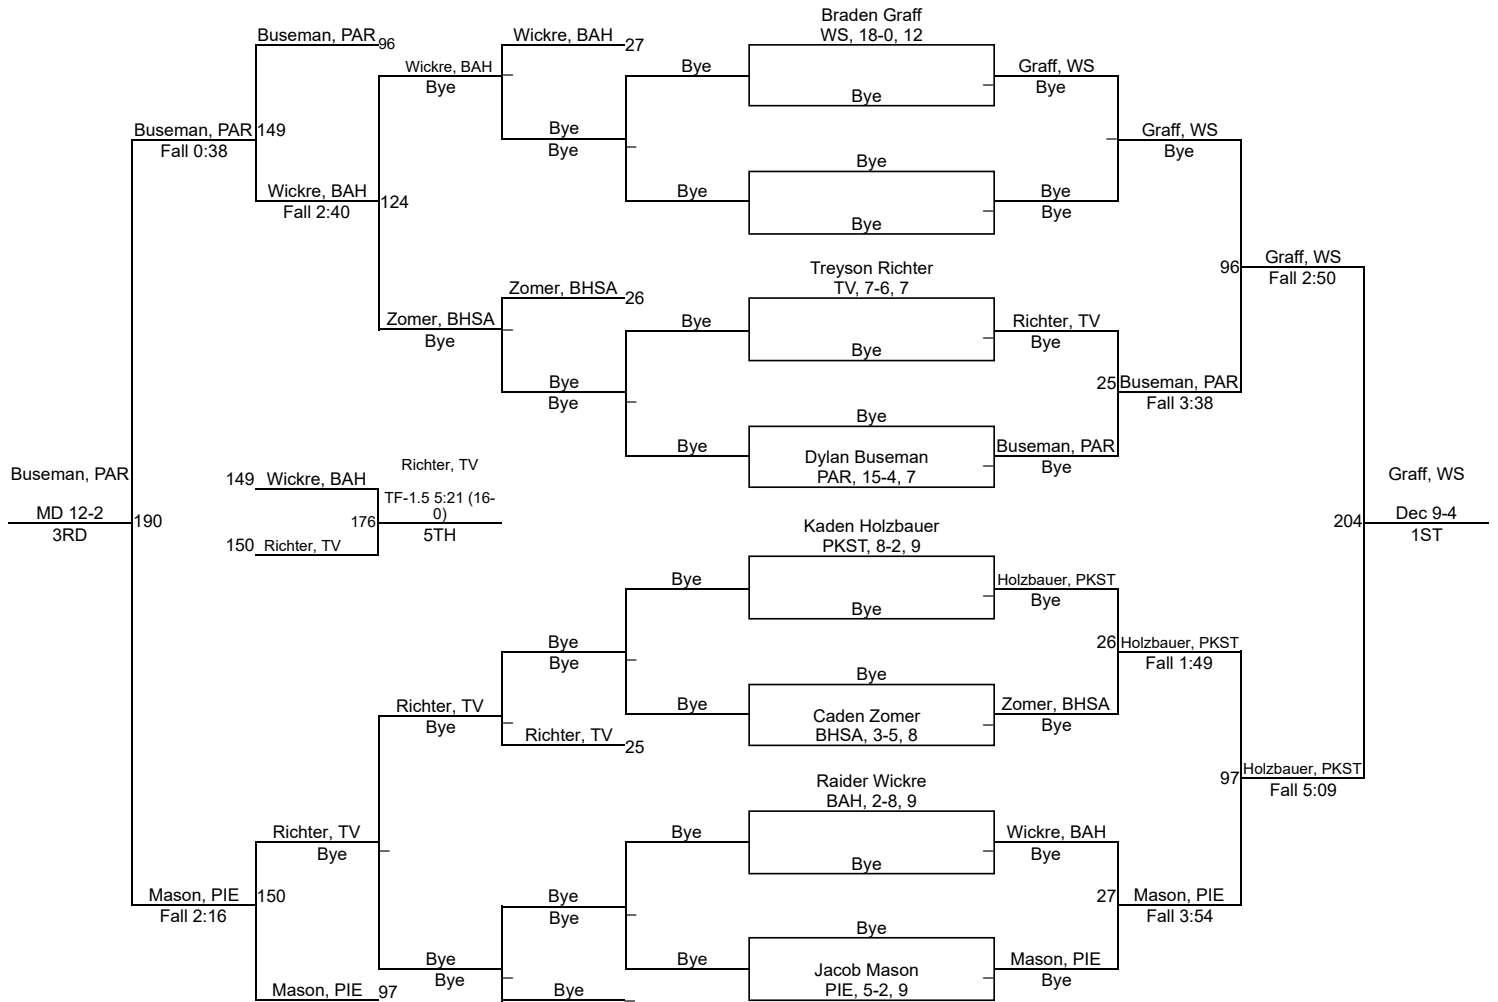 Braden Graff
WS, 18-0, 12
Buseman, PAR
96
Wickre, BAH
27
Wickre, BAH
Bye
Bye
Graff, WS
Bye
Bye
Buseman, PAR
149
Fall 0:38
Bye
Bye
Graff, WS
Bye
Bye
Wickre, BAH
Fall 2:40
124
Bye
Bye
Bye
Bye
Treyson Richter
TV, 7-6, 7
96
Graff, WS
Fall 2:50
Zomer, BHSA
26
Zomer, BHSA
Bye
Bye
Richter, TV
Bye
Bye
Bye
Bye
25
Buseman, PAR
Fall 3:38
Bye
Bye
Dylan Buseman
PAR, 15-4, 7
Buseman, PAR
Bye
Buseman, PAR
MD 12-2
3RD
190
149
Wickre, BAH
150
Richter, TV
176
Richter, TV
TF-1.5 5:21 (16-
0)
5TH
Graff, WS
204
Dec 9-4
1ST
Kaden Holzbauer
PKST, 8-2, 9
Bye
Bye
Holzbauer, PKST
Bye
Bye
Bye
26
Holzbauer, PKST
Fall 1:49
Bye
Bye
Caden Zomer
BHSA, 3-5, 8
Zomer, BHSA
Bye
Richter, TV
Bye
Richter, TV
25
97
Holzbauer, PKST
Fall 5:09
Raider Wickre
BAH, 2-8, 9
Richter, TV
Bye
Bye
Bye
Wickre, BAH
Bye
Mason, PIE
150
Fall 2:16
Bye
Bye
27
Mason, PIE
Fall 3:54
Bye
Bye
Bye
Bye
Jacob Mason
PIE, 5-2, 9
Mason, PIE
Bye
Mason, PIE
97
Bye